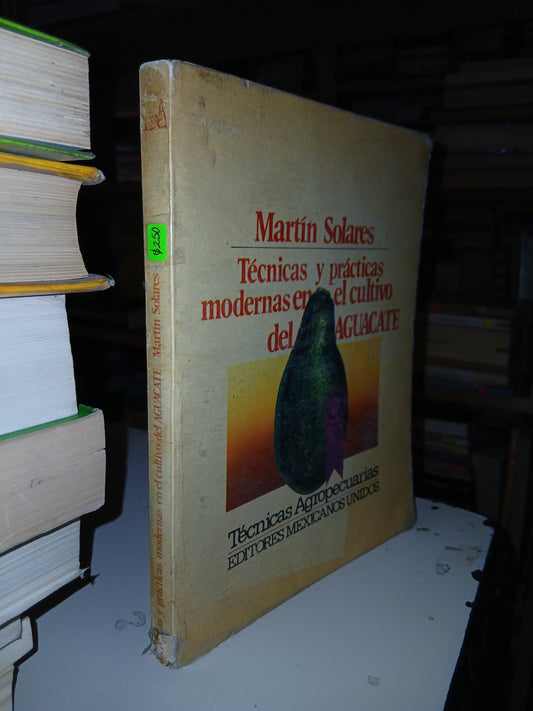 Martín Solares
Técnicas y prácticas
modernas en el cultivo
del AGUACATE
Técnicas Agropecuarias
EDITORES MEXICANOS UNIDOS
$250
y prácticas modernas en el cultivo del AGUACATE Martín Solares